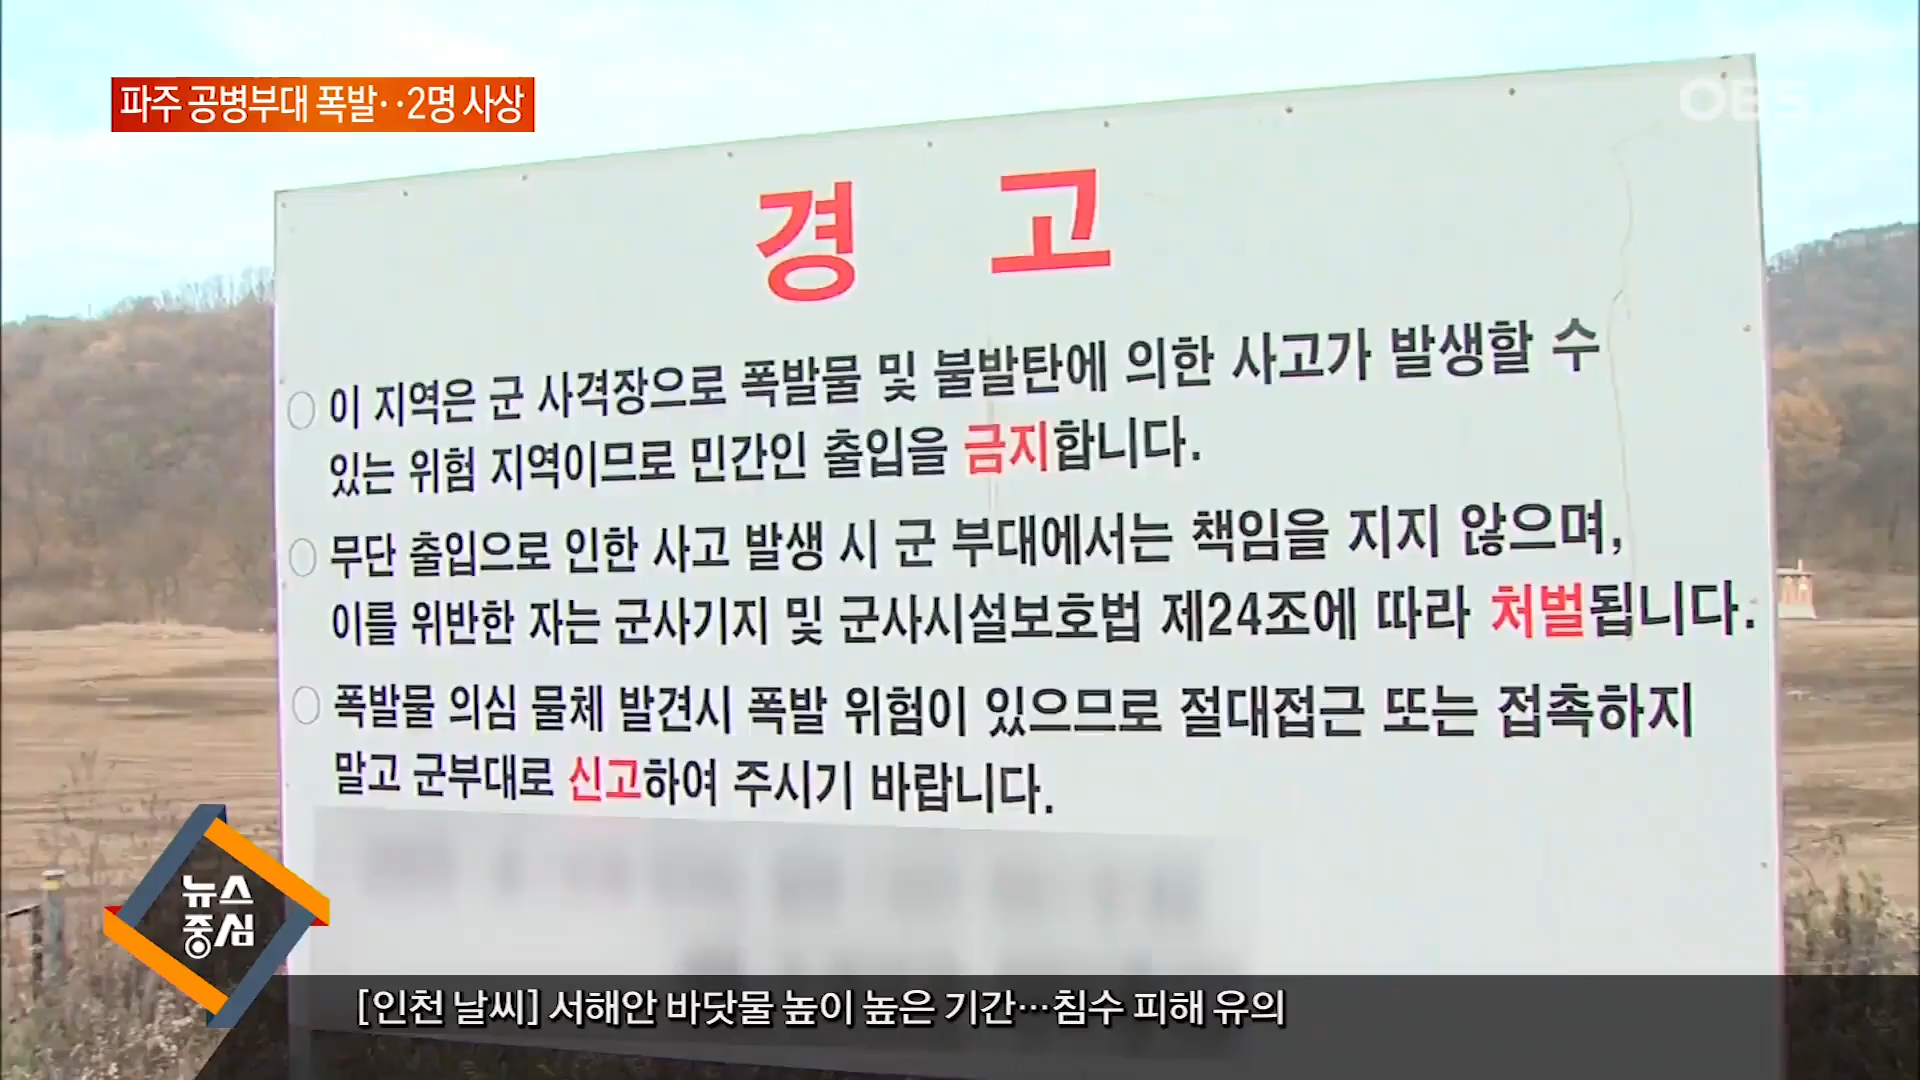 파주 공병부대 폭발‥2명 사상
OBS
경 고
○ 이 지역은 군 사격장으로 폭발물 및 불발탄에 의한 사고가 발생할 수
있는 위험 지역이므로 민간인 출입을 금지합니다.
○ 무단 출입으로 인한 사고 발생 시 군 부대에서는 책임을 지지 않으며,
이를 위반한 자는 군사기지 및 군사시설보호법 제24조에 따라 처벌됩니다.
○ 폭발물 의심 물체 발견시 폭발 위험이 있으므로 절대접근 또는 접촉하지
말고 군부대로 신고하여 주시기 바랍니다.
뉴스
중심
[인천 날씨] 서해안 바닷물 높이 높은 기간…침수 피해 유의